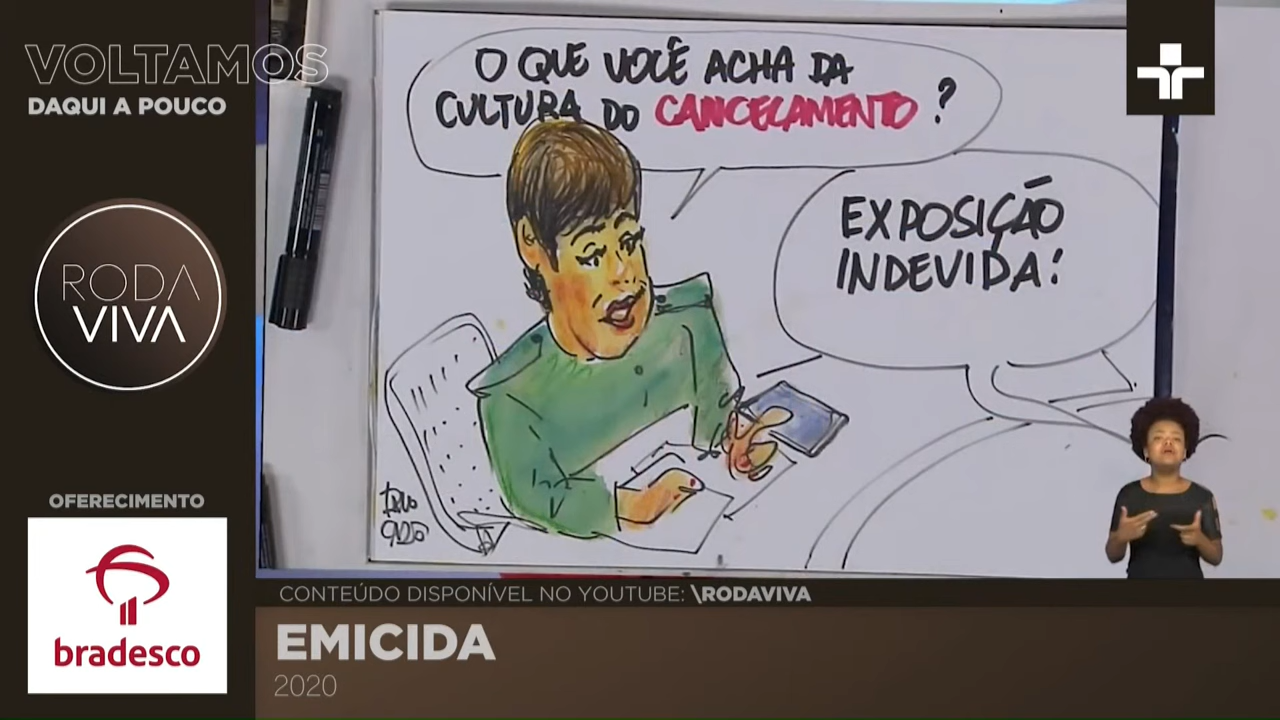 VOLTAMOS
DAQUI A POUCO
RODA
VIVA
OFERECIMENTO
bradesco
O QUE VOCÊ ACHA DA
CULTURA DO CANCELAMENTO ?
EXPOSIÇÃO
INDEVIDA!
CONTEÚDO DISPONÍVEL NO YOUTUBE: \RODAVIVA
EMICIDA
2020